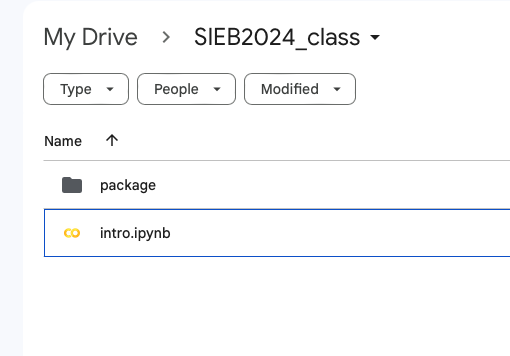 My Drive > SIEB2024_class
Type People Modified
Name
package
intro.ipynb